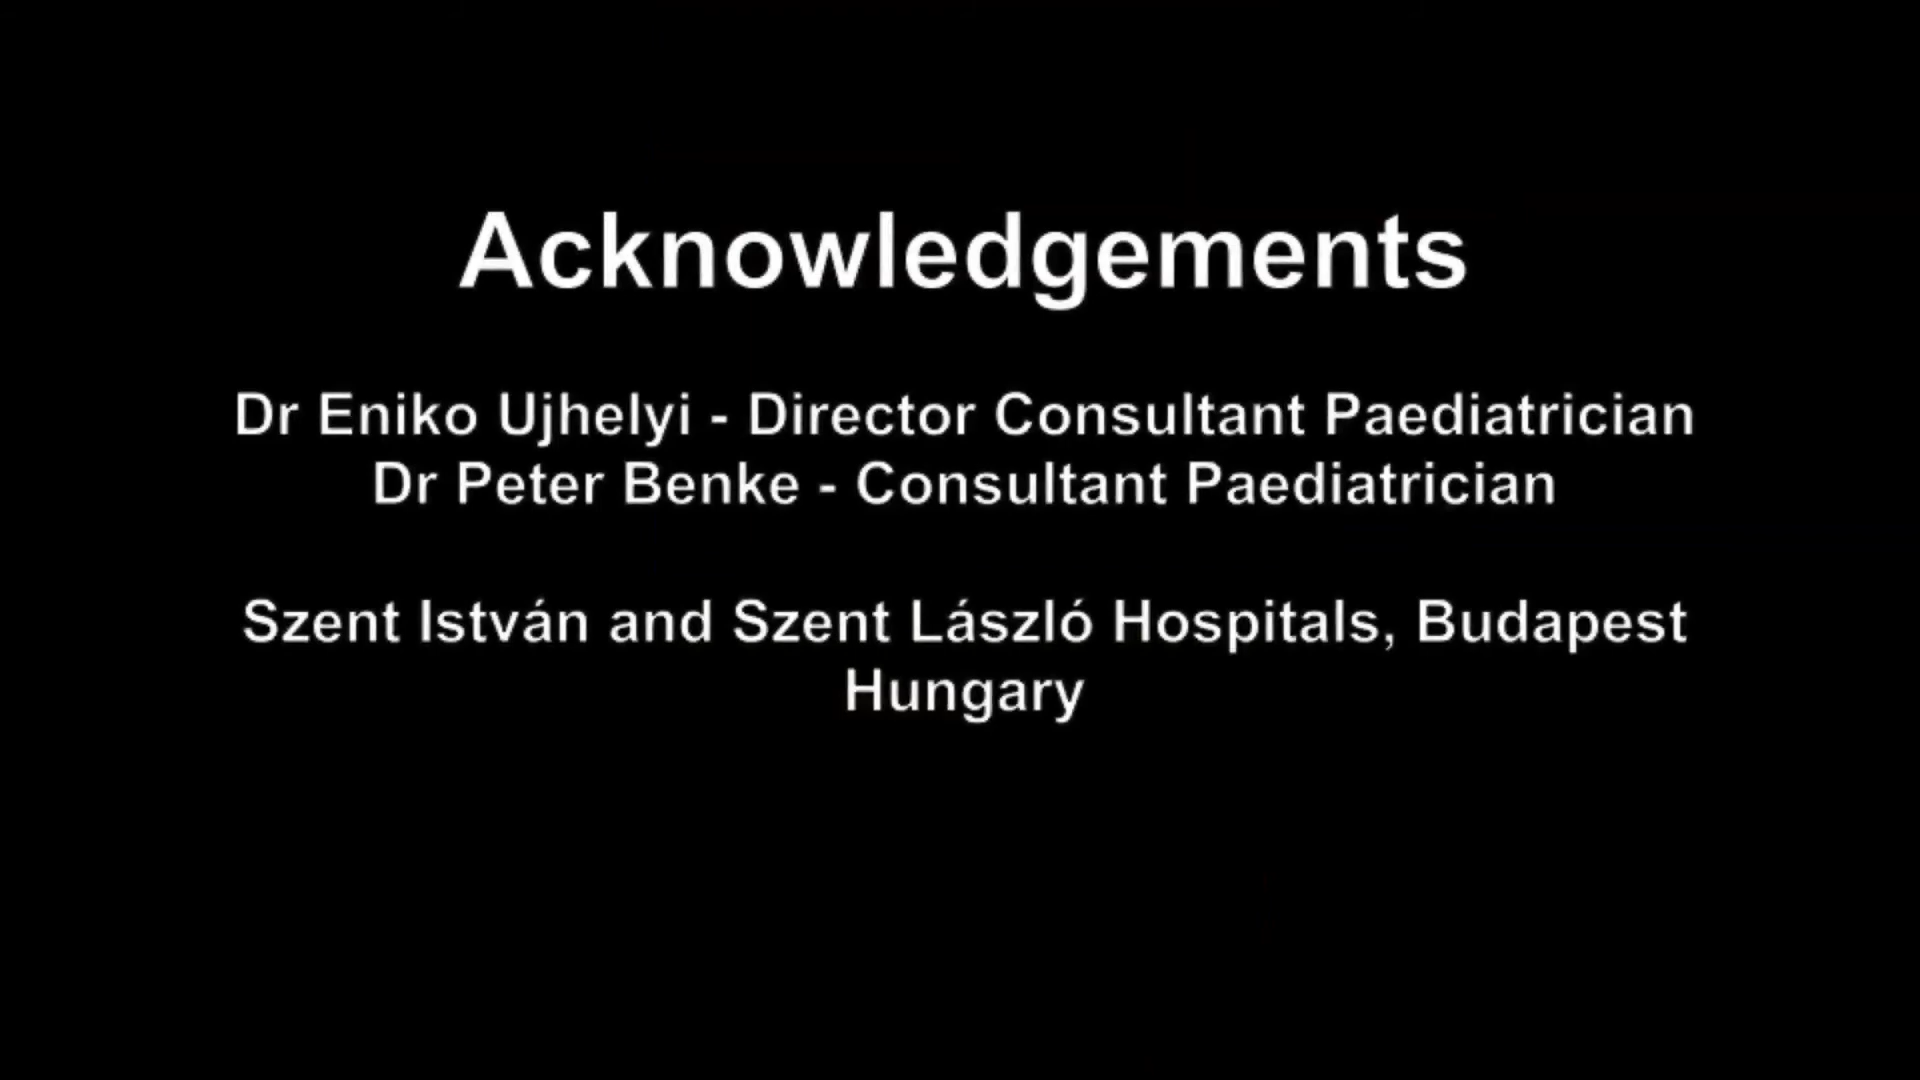 Acknowledgements
Dr Eniko Ujhelyi - Director Consultant Paediatrician
Dr Peter Benke - Consultant Paediatrician
Szent István and Szent László Hospitals, Budapest
Hungary